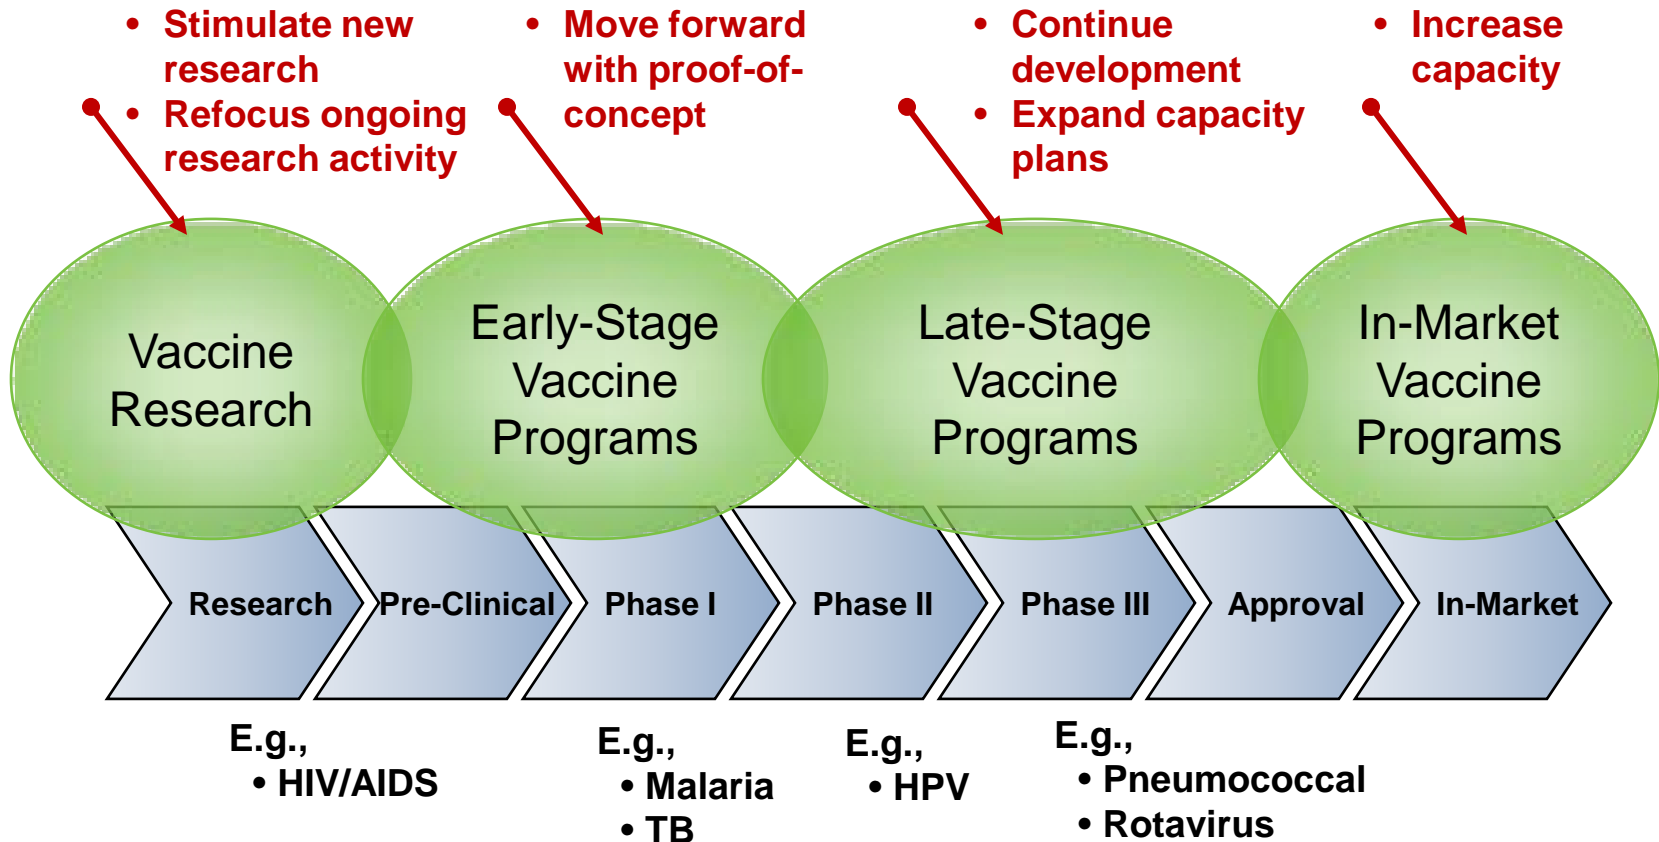 • Stimulate new
research
• Refocus ongoing
research activity
• Move forward
with proof-of-
concept
• Continue
development
• Expand capacity
plans
• Increase
capacity
Vaccine
Research
Early-Stage
Vaccine
Programs
Late-Stage
Vaccine
Programs
In-Market
Vaccine
Programs
Research
Pre-Clinical
Phase I
Phase II
Phase III
Approval
In-Market
E.g.,
• HIV/AIDS
E.g.,
• Malaria
• TB
E.g.,
• HPV
E.g.,
• Pneumococcal
• Rotavirus